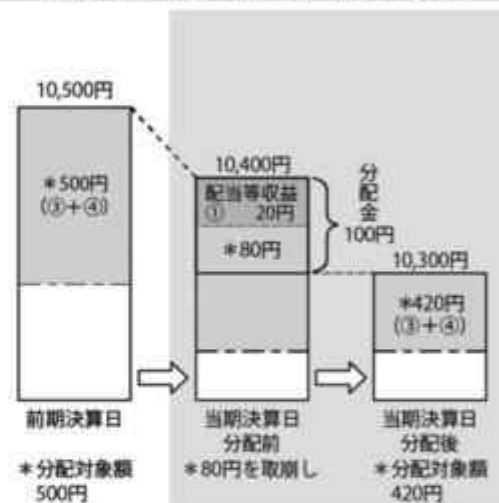 10,500円
*500円
(③+④)
前期決算日
*分配対象額
500円
10,400円
配当等収益
① 20円
*80円
分配金
100円
当期決算日
分配前
*80円を取崩し
10,300円
*420円
(③+④)
当期決算日
分配後
*分配対象額
420円